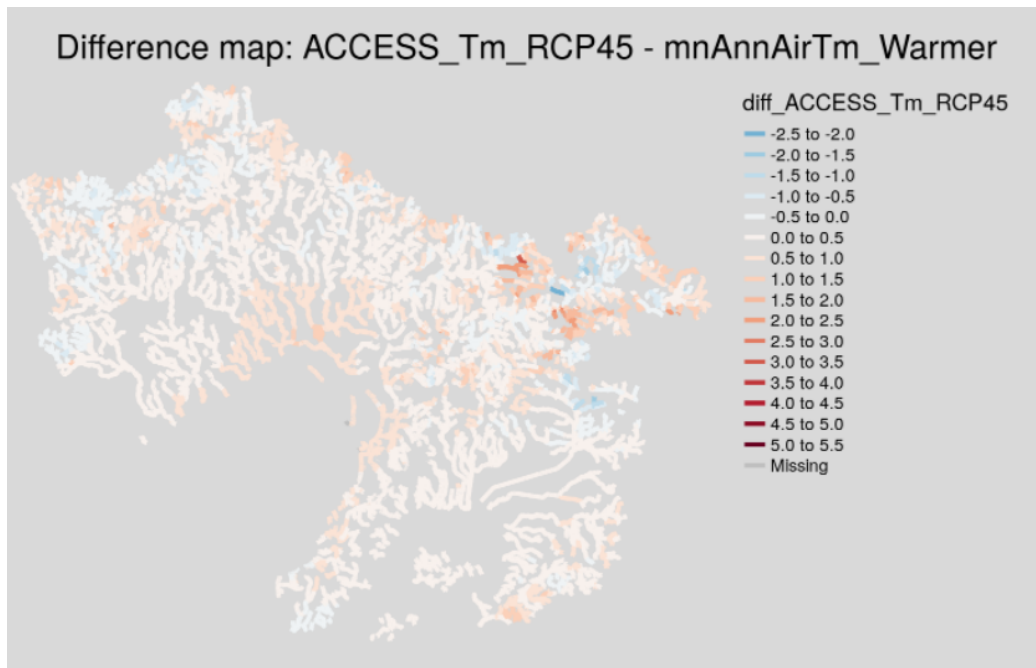 Difference map: ACCESS_Tm_RCP45 - mnAnnAirTm_Warmer
diff_ACCESS_Tm_RCP45
-2.5 to -2.0
-2.0 to -1.5
-1.5 to -1.0
-1.0 to -0.5
-0.5 to 0.0
0.0 to 0.5
0.5 to 1.0
1.0 to 1.5
1.5 to 2.0
2.0 to 2.5
2.5 to 3.0
3.0 to 3.5
3.5 to 4.0
4.0 to 4.5
4.5 to 5.0
5.0 to 5.5
Missing